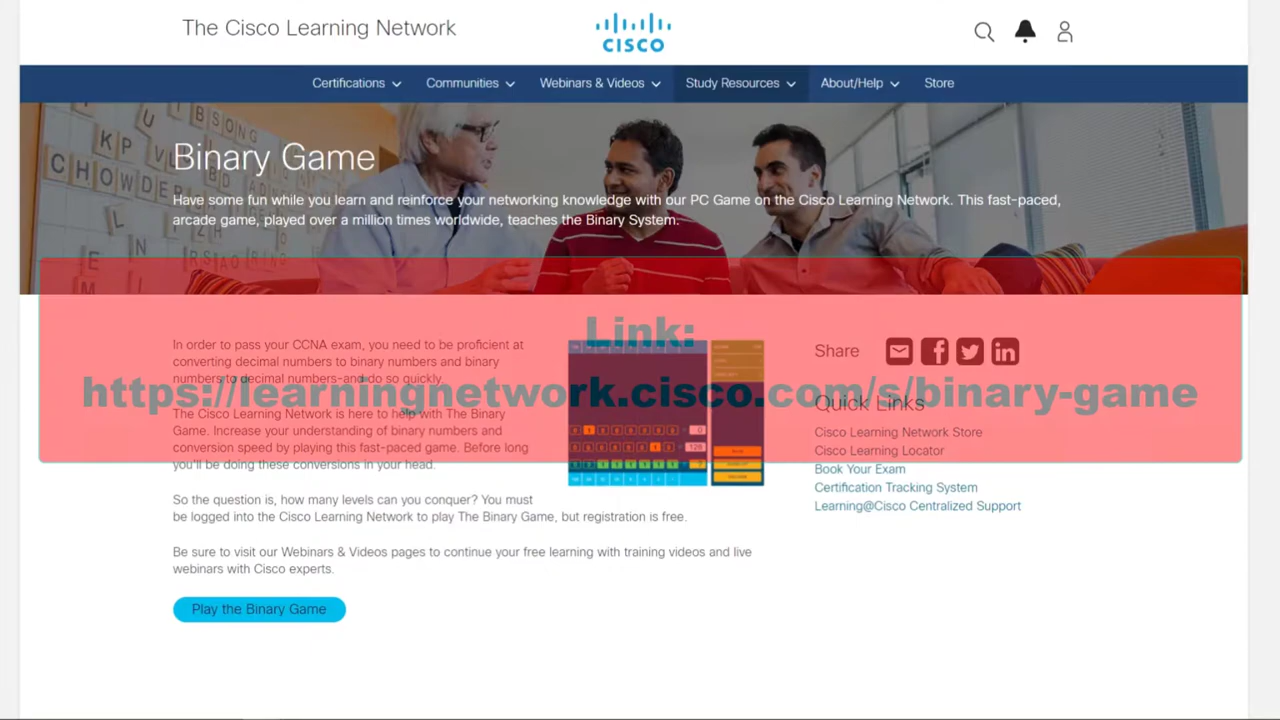 The Cisco Learning Network
CISCO
Certifications
Communities
Webinars & Videos
Study Resources
About/Help
Store
Binary Game
Have some fun while you learn and reinforce your networking knowledge with our PC Game on the Cisco Learning Network. This fast-paced,
arcade game, played over a million times worldwide, teaches the Binary System.
Link:
https://learningnetwork.cisco.com/s/binary-game
In order to pass your CCNA exam, you need to be proficient at
converting decimal numbers to binary numbers and binary
numbers to decimal numbers-and do so quickly.
The Cisco Learning Network is here to help with The Binary
Game. Increase your understanding of binary numbers and
conversion speed by playing this fast-paced game. Before long
you'll be doing these conversions in your head.
So the question is, how many levels can you conquer? You must
be logged into the Cisco Learning Network to play The Binary Game, but registration is free.
Be sure to visit our Webinars & Videos pages to continue your free learning with training videos and live
webinars with Cisco experts.
Play the Binary Game
Share
Quick Links
Cisco Learning Network Store
Cisco Learning Locator
Book Your Exam
Certification Tracking System
Learning@Cisco Centralized Support